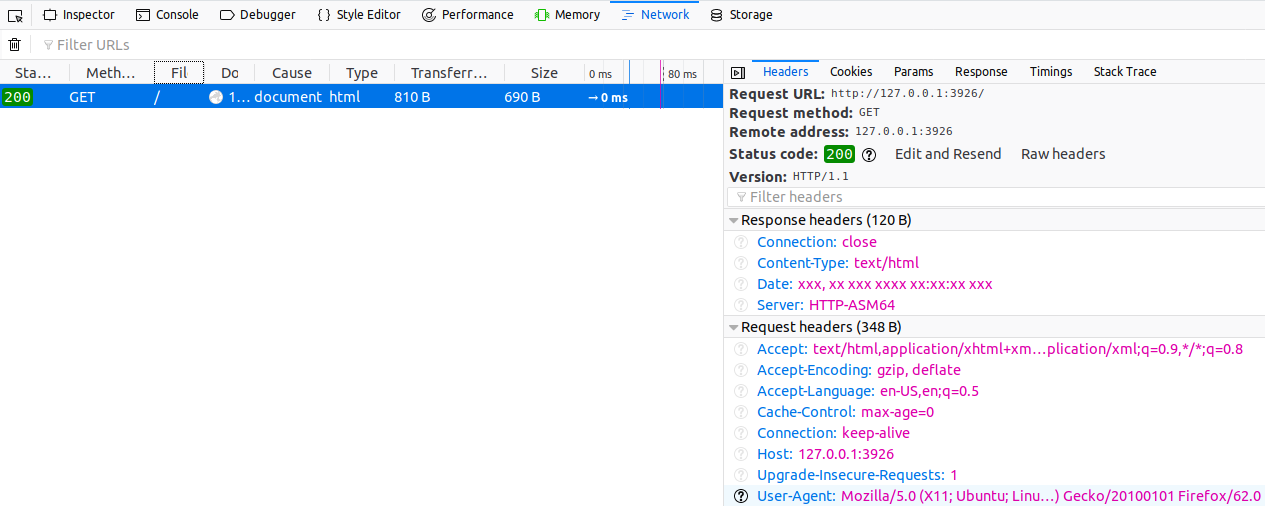 Inspector Console Debugger { } Style Editor Performance Memory Network Storage
Filter URLs
Sta… Meth… Fil Do Cause Type Transferr… Size 0 ms 80 ms
200 GET / 1… document html 810 B 690 B → 0 ms
Headers Cookies Params Response Timings Stack Trace
Request URL: http://127.0.0.1:3926/
Request method: GET
Remote address: 127.0.0.1:3926
Status code: 200 ? Edit and Resend Raw headers
Version: HTTP/1.1
Filter headers
Response headers (120 B)
? Connection: close
? Content-Type: text/html
? Date: xxx, xx xxx xxxx xx:xx:xx xxx
? Server: HTTP-ASM64
Request headers (348 B)
? Accept: text/html,application/xhtml+xm…plication/xml;q=0.9,*/*;q=0.8
? Accept-Encoding: gzip, deflate
? Accept-Language: en-US,en;q=0.5
? Cache-Control: max-age=0
? Connection: keep-alive
? Host: 127.0.0.1:3926
? Upgrade-Insecure-Requests: 1
? User-Agent: Mozilla/5.0 (X11; Ubuntu; Linu…) Gecko/20100101 Firefox/62.0